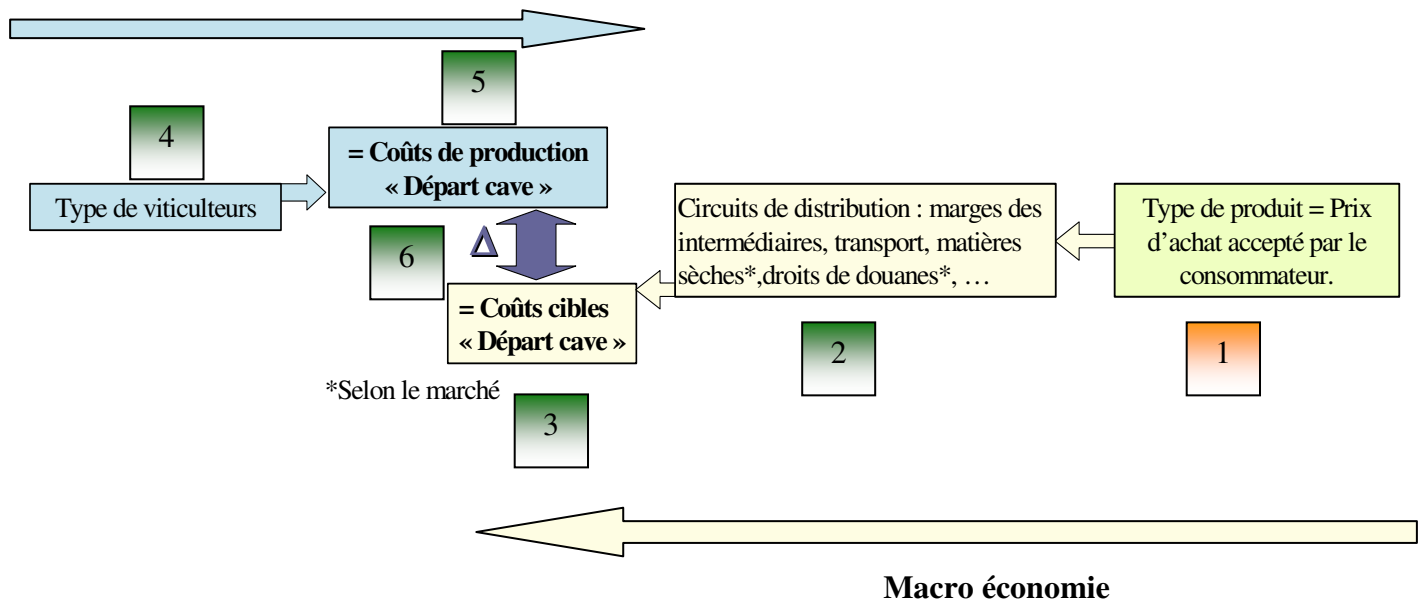 5
4
= Coûts de production
« Départ cave »
Type de viticulteurs
Circuits de distribution : marges des
intermédiaires, transport, matières
sèches*,droits de douanes*, …
Type de produit = Prix
d’achat accepté par le
consommateur.
6
Δ
= Coûts cibles
« Départ cave »
2
1
*Selon le marché
3
Macro économie